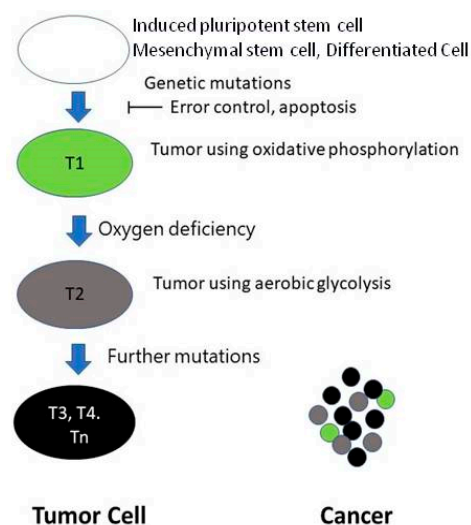 Induced pluripotent stem cell
Mesenchymal stem cell, Differentiated Cell
Genetic mutations
Error control, apoptosis
T1
Tumor using oxidative phosphorylation
Oxygen deficiency
T2
Tumor using aerobic glycolysis
Further mutations
T3, T4.
Tn
Tumor Cell
Cancer